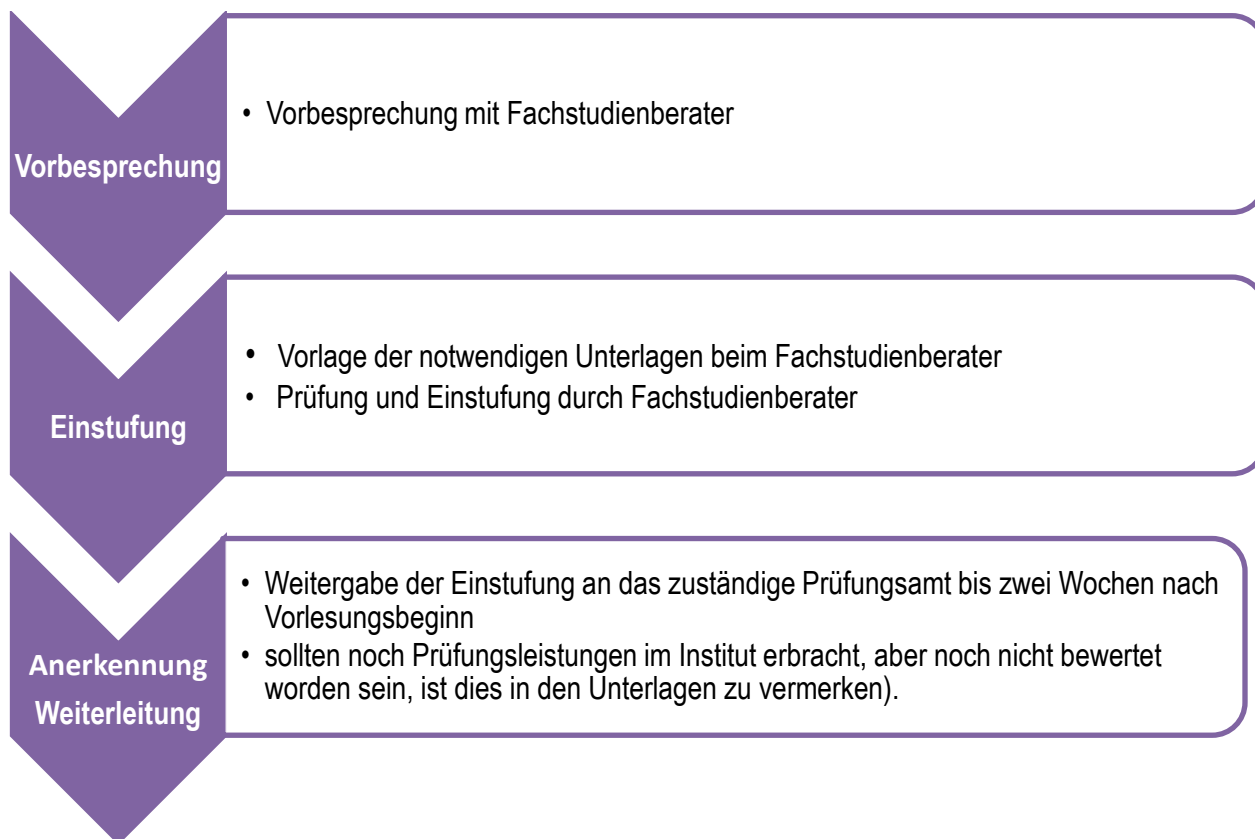 Vorbesprechung
• Vorbesprechung mit Fachstudienberater
Einstufung
• Vorlage der notwendigen Unterlagen beim Fachstudienberater
• Prüfung und Einstufung durch Fachstudienberater
Anerkennung
Weiterleitung
• Weitergabe der Einstufung an das zuständige Prüfungsamt bis zwei Wochen nach
Vorlesungsbeginn
• sollten noch Prüfungsleistungen im Institut erbracht, aber noch nicht bewertet
worden sein, ist dies in den Unterlagen zu vermerken).